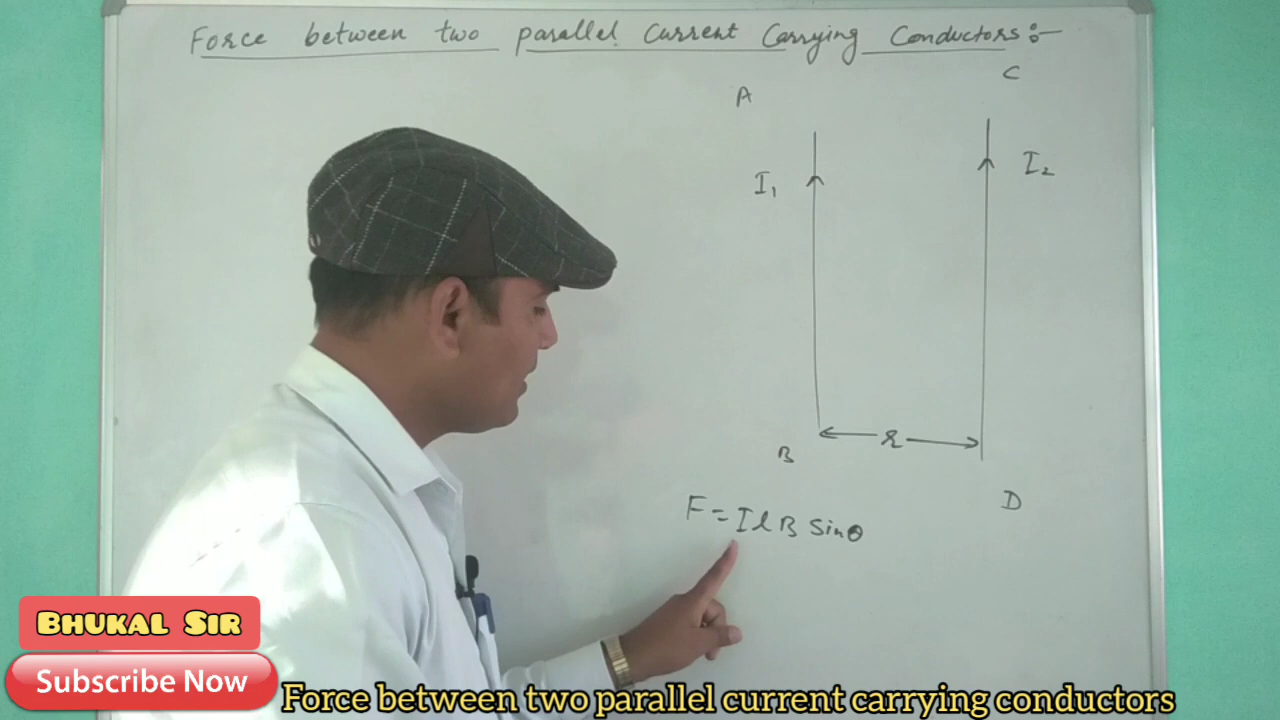 Force between two parallel Current Carrying Conductors :-
A
C
I₁
I₂
r
B
D
F = I l B Sinθ
BHUKAL SIR
Subscribe Now
Force between two parallel current carrying conductors